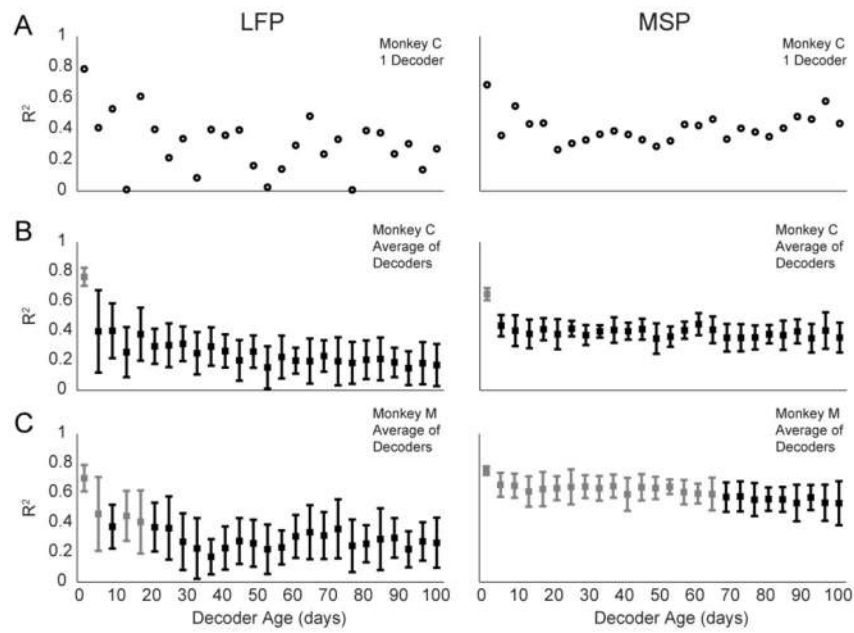 LFP
MSP
A
Monkey C
1 Decoder
Monkey C
1 Decoder
1
0.8
0.6
0.4
0.2
0
R²
B
Monkey C
Average of
Decoders
Monkey C
Average of
Decoders
1
0.8
0.6
0.4
0.2
0
R²
C
Monkey M
Average of
Decoders
Monkey M
Average of
Decoders
1
0.8
0.6
0.4
0.2
0
R²
0 10 20 30 40 50 60 70 80 90 100
0 10 20 30 40 50 60 70 80 90 100
Decoder Age (days)
Decoder Age (days)